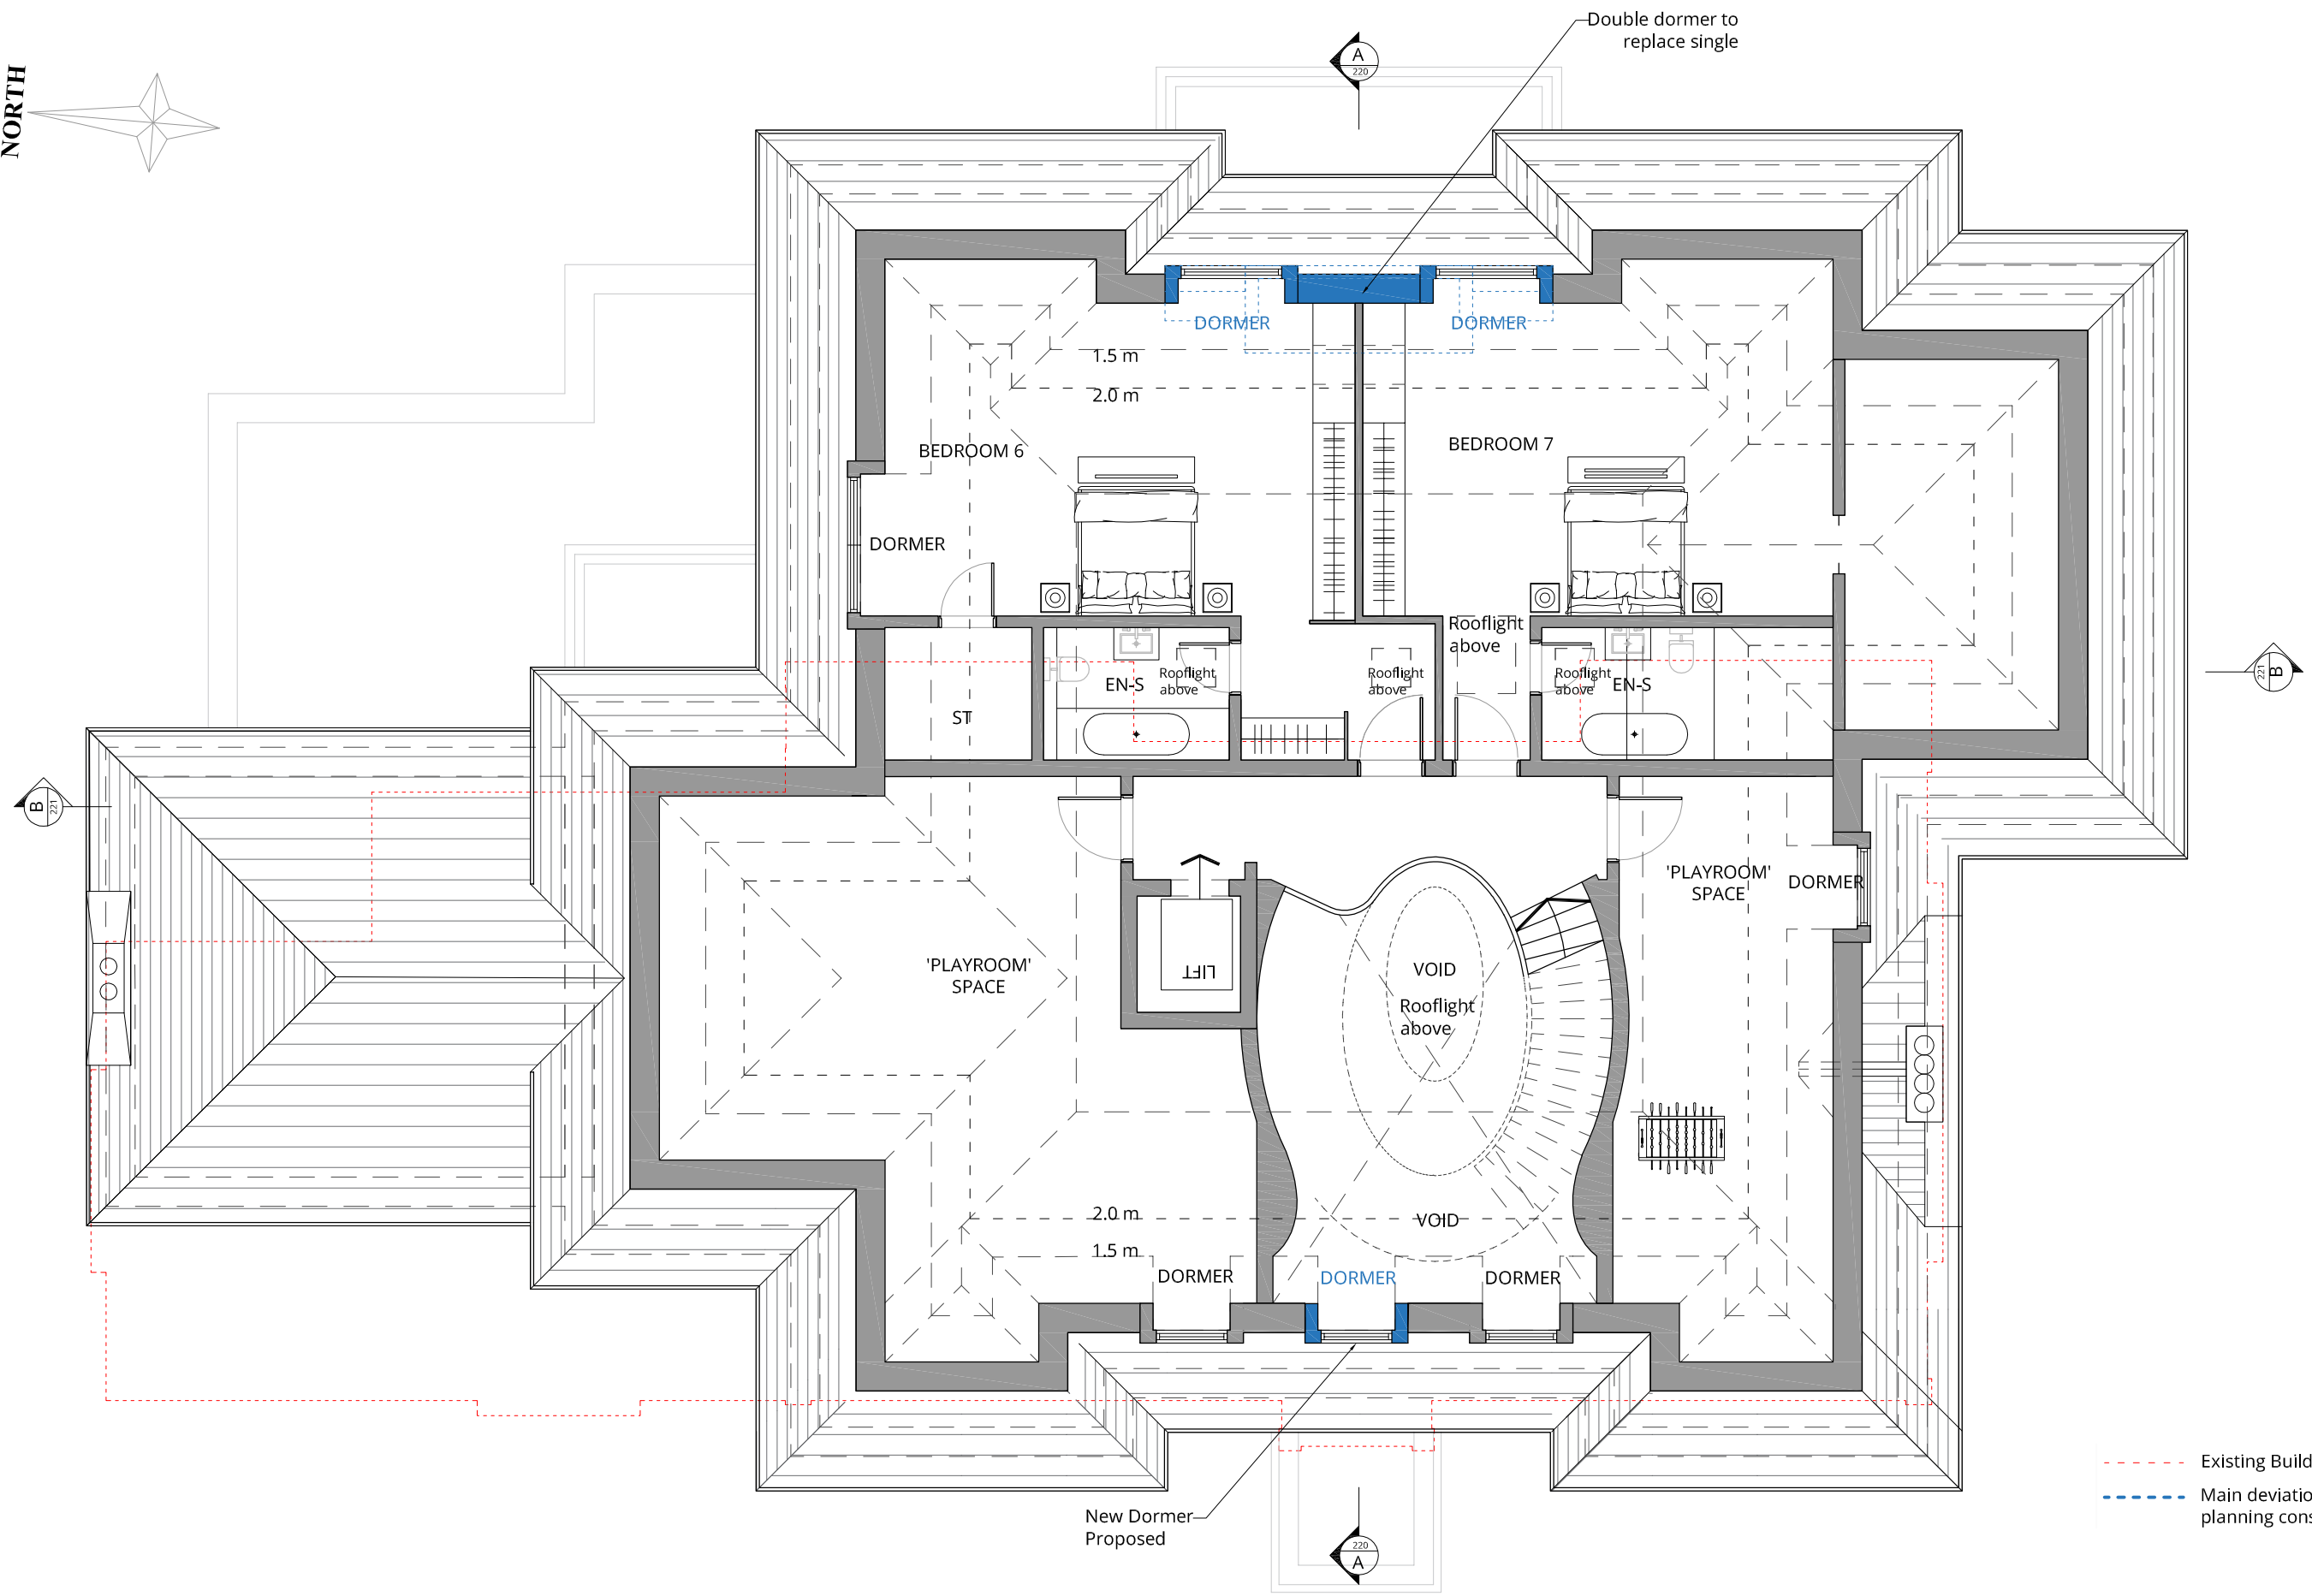 Double dormer to
replace single
A
220
NORTH
DORMER
DORMER
1.5 m
2.0 m
BEDROOM 6
BEDROOM 7
DORMER
Rooflight
above
Rooflight
above
Rooflight
above
Rooflight
above
EN-S
EN-S
ST
B
221
B
221
'PLAYROOM'
SPACE
DORMER
'PLAYROOM'
SPACE
LIFT
VOID
Rooflight
above
2.0 m
VOID
1.5 m
DORMER
DORMER
DORMER
Existing Build
Main deviatio
planning cons
New Dormer
Proposed
220
A